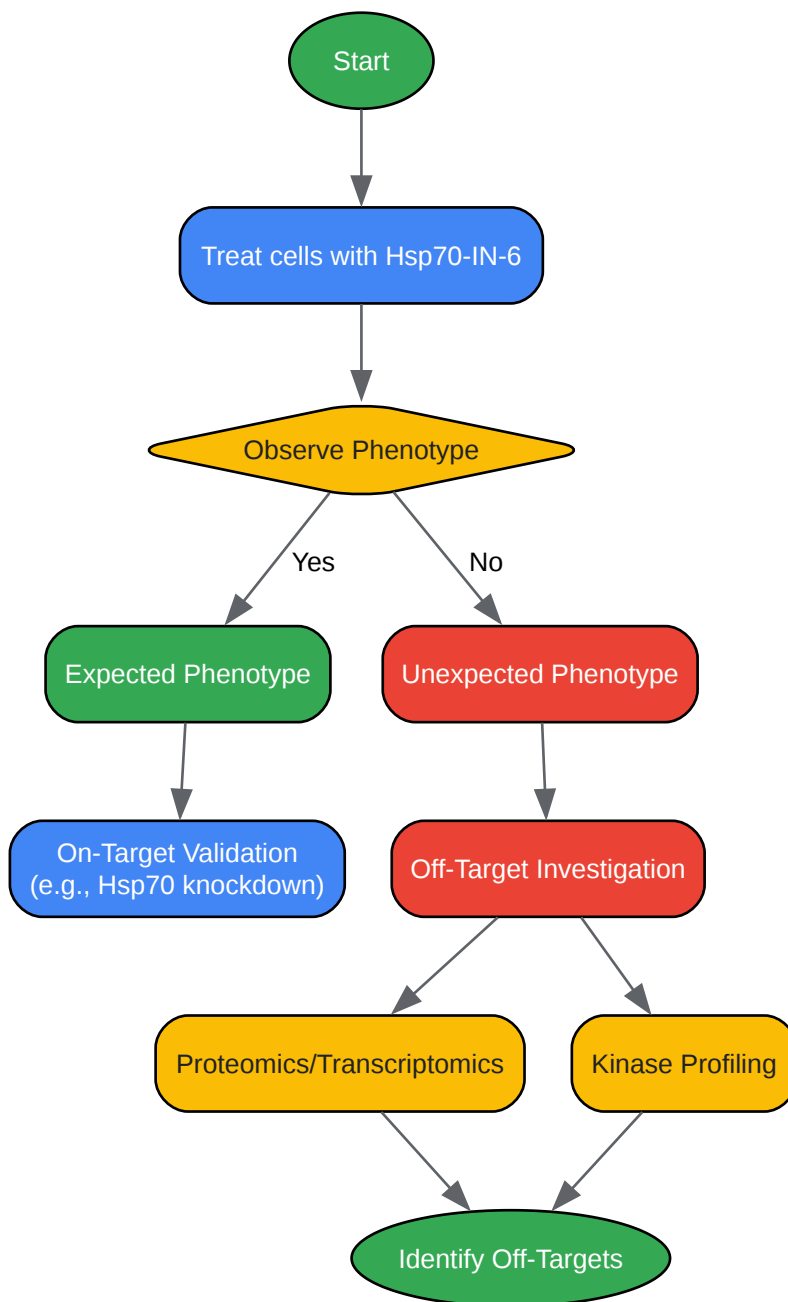 Start
Treat cells with Hsp70-IN-6
Observe Phenotype
Yes
No
Expected Phenotype
Unexpected Phenotype
On-Target Validation
(e.g., Hsp70 knockdown)
Off-Target Investigation
Proteomics/Transcriptomics
Kinase Profiling
Identify Off-Targets